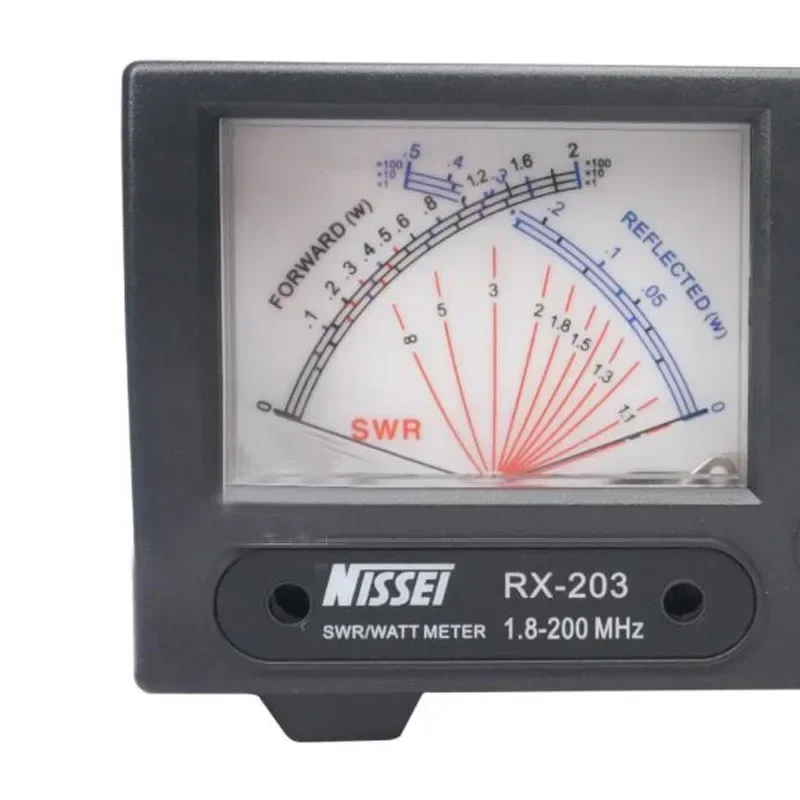 .5 .4 .3
×100
×10
×1
.1 .2 .3 .4 .5 .6 .8 1.2 1.6 2
×100
×10
×1
FORWARD (W)
.2 .1 .05
REFLECTED (W)
8 5 3 2 1.8 1.5 1.3 1.1
0 0
SWR
NISSEI RX-203
SWR/WATT METER 1.8-200 MHz